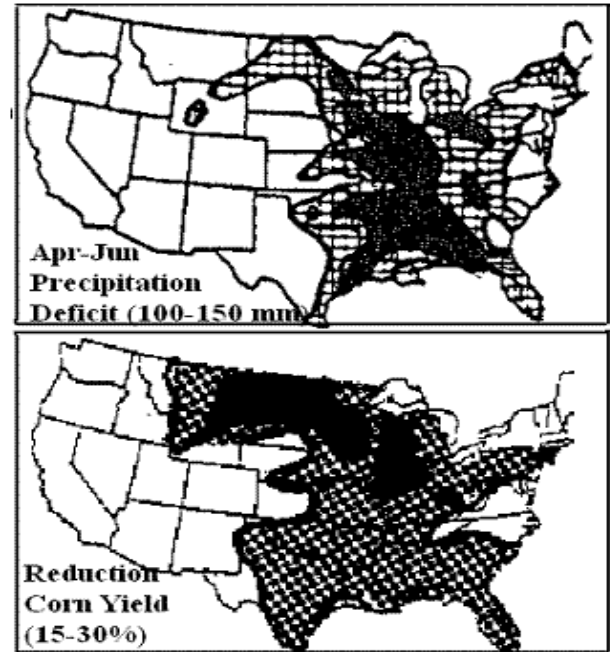 Apr-Jun
Precipitation
Deficit (100-150 mm)
Reduction
Corn Yield
(15-30%)